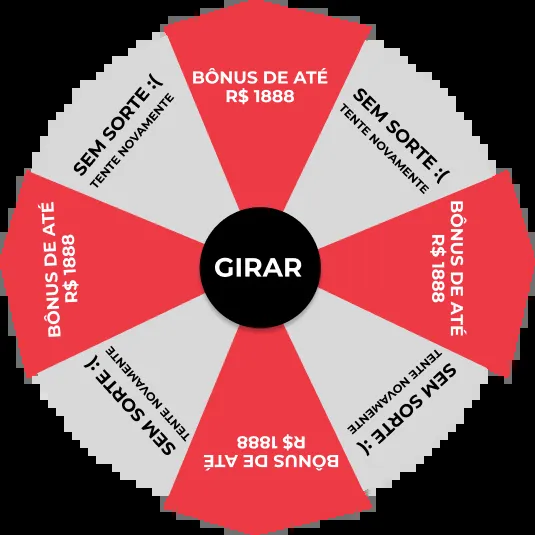 BÔNUS DE ATÉ
R$ 1888
SEM SORTE :(
TENTE NOVAMENTE
BÔNUS DE ATÉ
R$ 1888
SEM SORTE :(
TENTE NOVAMENTE
BÔNUS DE ATÉ
R$ 1888
SEM SORTE :(
TENTE NOVAMENTE
BÔNUS DE ATÉ
R$ 1888
SEM SORTE :(
TENTE NOVAMENTE
GIRAR